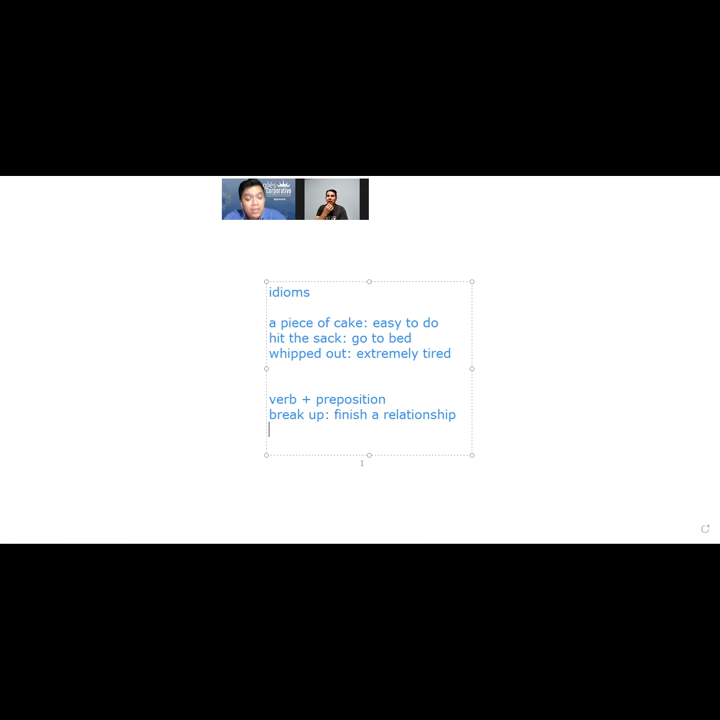 idioms
a piece of cake: easy to do
hit the sack: go to bed
whipped out: extremely tired
verb + preposition
break up: finish a relationship
1